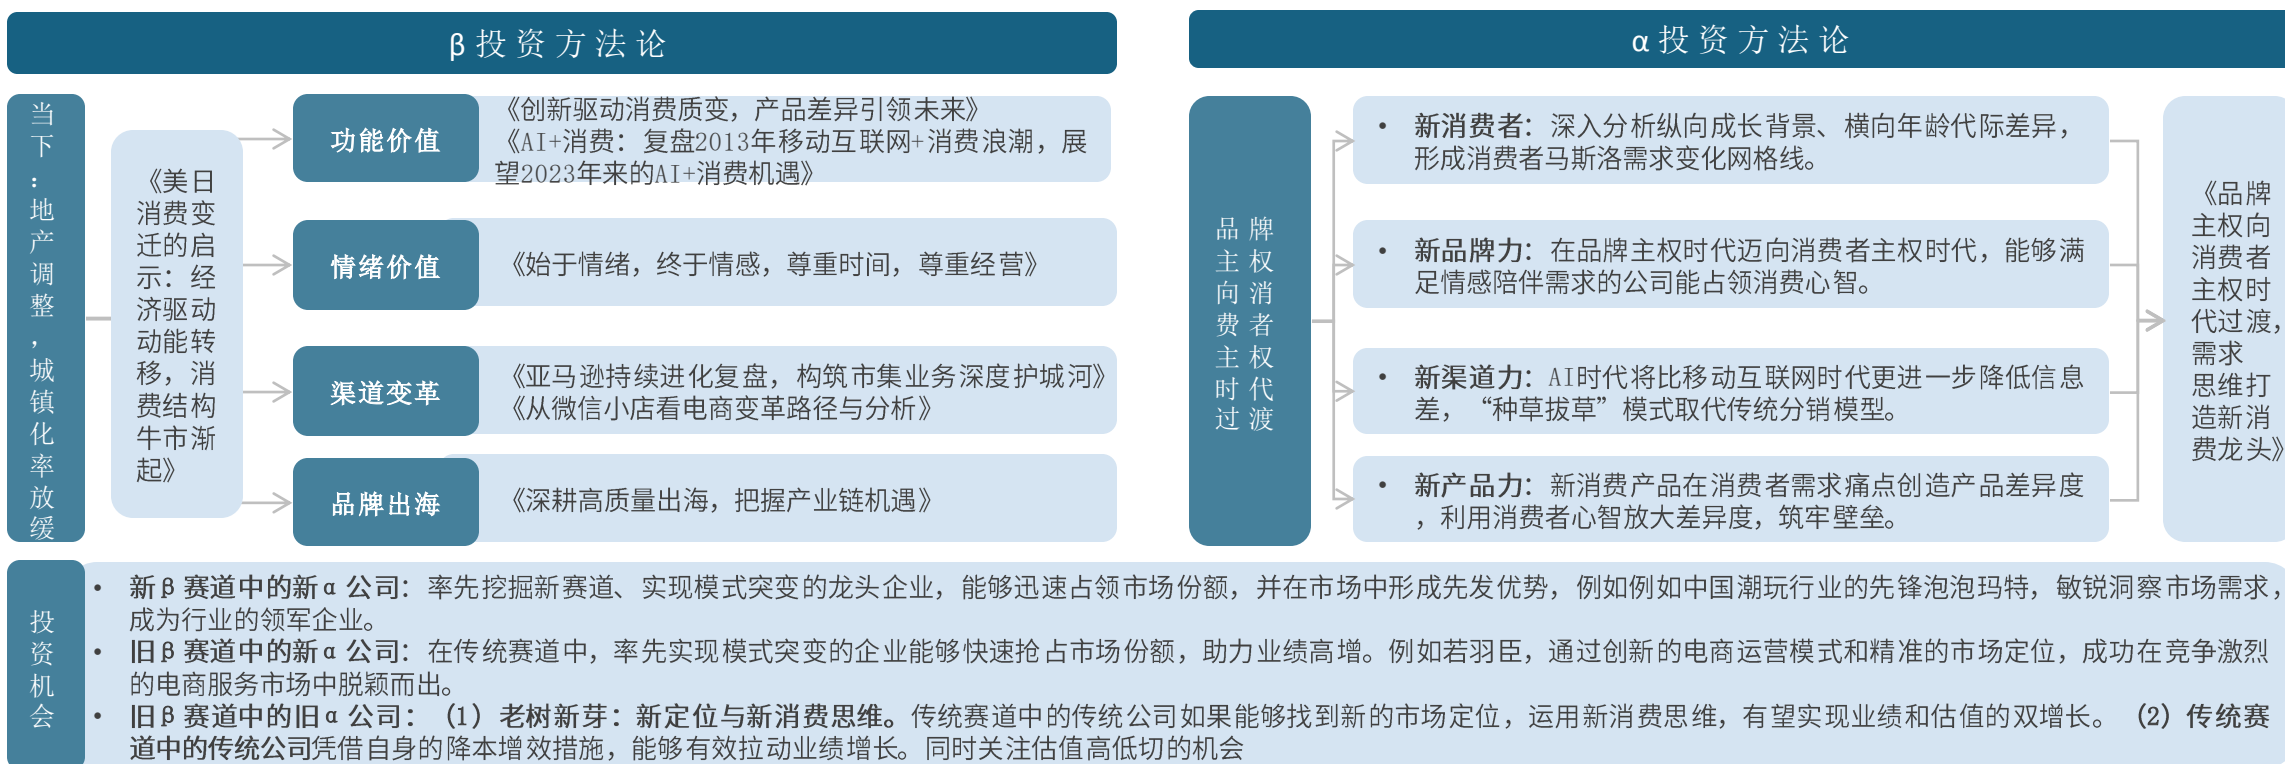 β投资方法论
当下：地产调整，城镇化率放缓
《美日
消费变
迁的启
示：经
济驱动
动能转
移，消
费结构
牛市渐
起》
功能价值
《创新驱动消费质变，产品差异引领未来》
《AI+消费：复盘2013年移动互联网+消费浪潮，展
望2023年来的AI+消费机遇》
情绪价值
《始于情绪，终于情感，尊重时间，尊重经营》
渠道变革
《亚马逊持续进化复盘，构筑市集业务深度护城河》
《从微信小店看电商变革路径与分析》
品牌出海
《深耕高质量出海，把握产业链机遇》
α投资方法论
品牌
主权
向消
费者
主权
时代
过渡
• 新消费者：深入分析纵向成长背景、横向年龄代际差异，
形成消费者马斯洛需求变化网格线。
• 新品牌力：在品牌主权时代迈向消费者主权时代，能够满
足情感陪伴需求的公司能占领消费心智。
• 新渠道力：AI时代将比移动互联网时代更进一步降低信息
差，“种草拔草”模式取代传统分销模型。
• 新产品力：新消费产品在消费者需求痛点创造产品差异度
，利用消费者心智放大差异度，筑牢壁垒。
《品牌
主权向
消费者
主权时
代过渡，
需求
思维打
造新消
费龙头》
投资机会
• 新β赛道中的新α公司：率先挖掘新赛道、实现模式突变的龙头企业，能够迅速占领市场份额，并在市场中形成先发优势，例如例如中国潮玩行业的先锋泡泡玛特，敏锐洞察市场需求，
成为行业的领军企业。
• 旧β赛道中的新α公司：在传统赛道中，率先实现模式突变的企业能够快速抢占市场份额，助力业绩高增。例如若羽臣，通过创新的电商运营模式和精准的市场定位，成功在竞争激烈
的电商服务市场中脱颖而出。
• 旧β赛道中的旧α公司：（1）老树新芽：新定位与新消费思维。传统赛道中的传统公司如果能够找到新的市场定位，运用新消费思维，有望实现业绩和估值的双增长。（2）传统赛
道中的传统公司凭借自身的降本增效措施，能够有效拉动业绩增长。同时关注估值高低切的机会